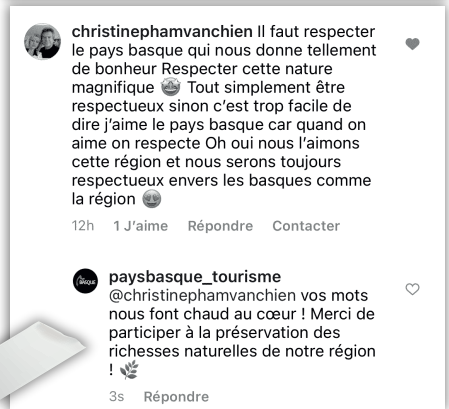 christinephamvanchien Il faut respecter
le pays basque qui nous donne tellement
de bonheur Respecter cette nature
magnifique 🤩 Tout simplement être
respectueux sinon c'est trop facile de
dire j'aime le pays basque car quand on
aime on respecte Oh oui nous l'aimons
cette région et nous serons toujours
respectueux envers les basques comme
la région 😍
12h 1 J'aime Répondre Contacter
BASQUE
paysbasque_tourisme
@christinephamvanchien vos mots
nous font chaud au cœur ! Merci de
participer à la préservation des
richesses naturelles de notre région
! 🌿
3s Répondre